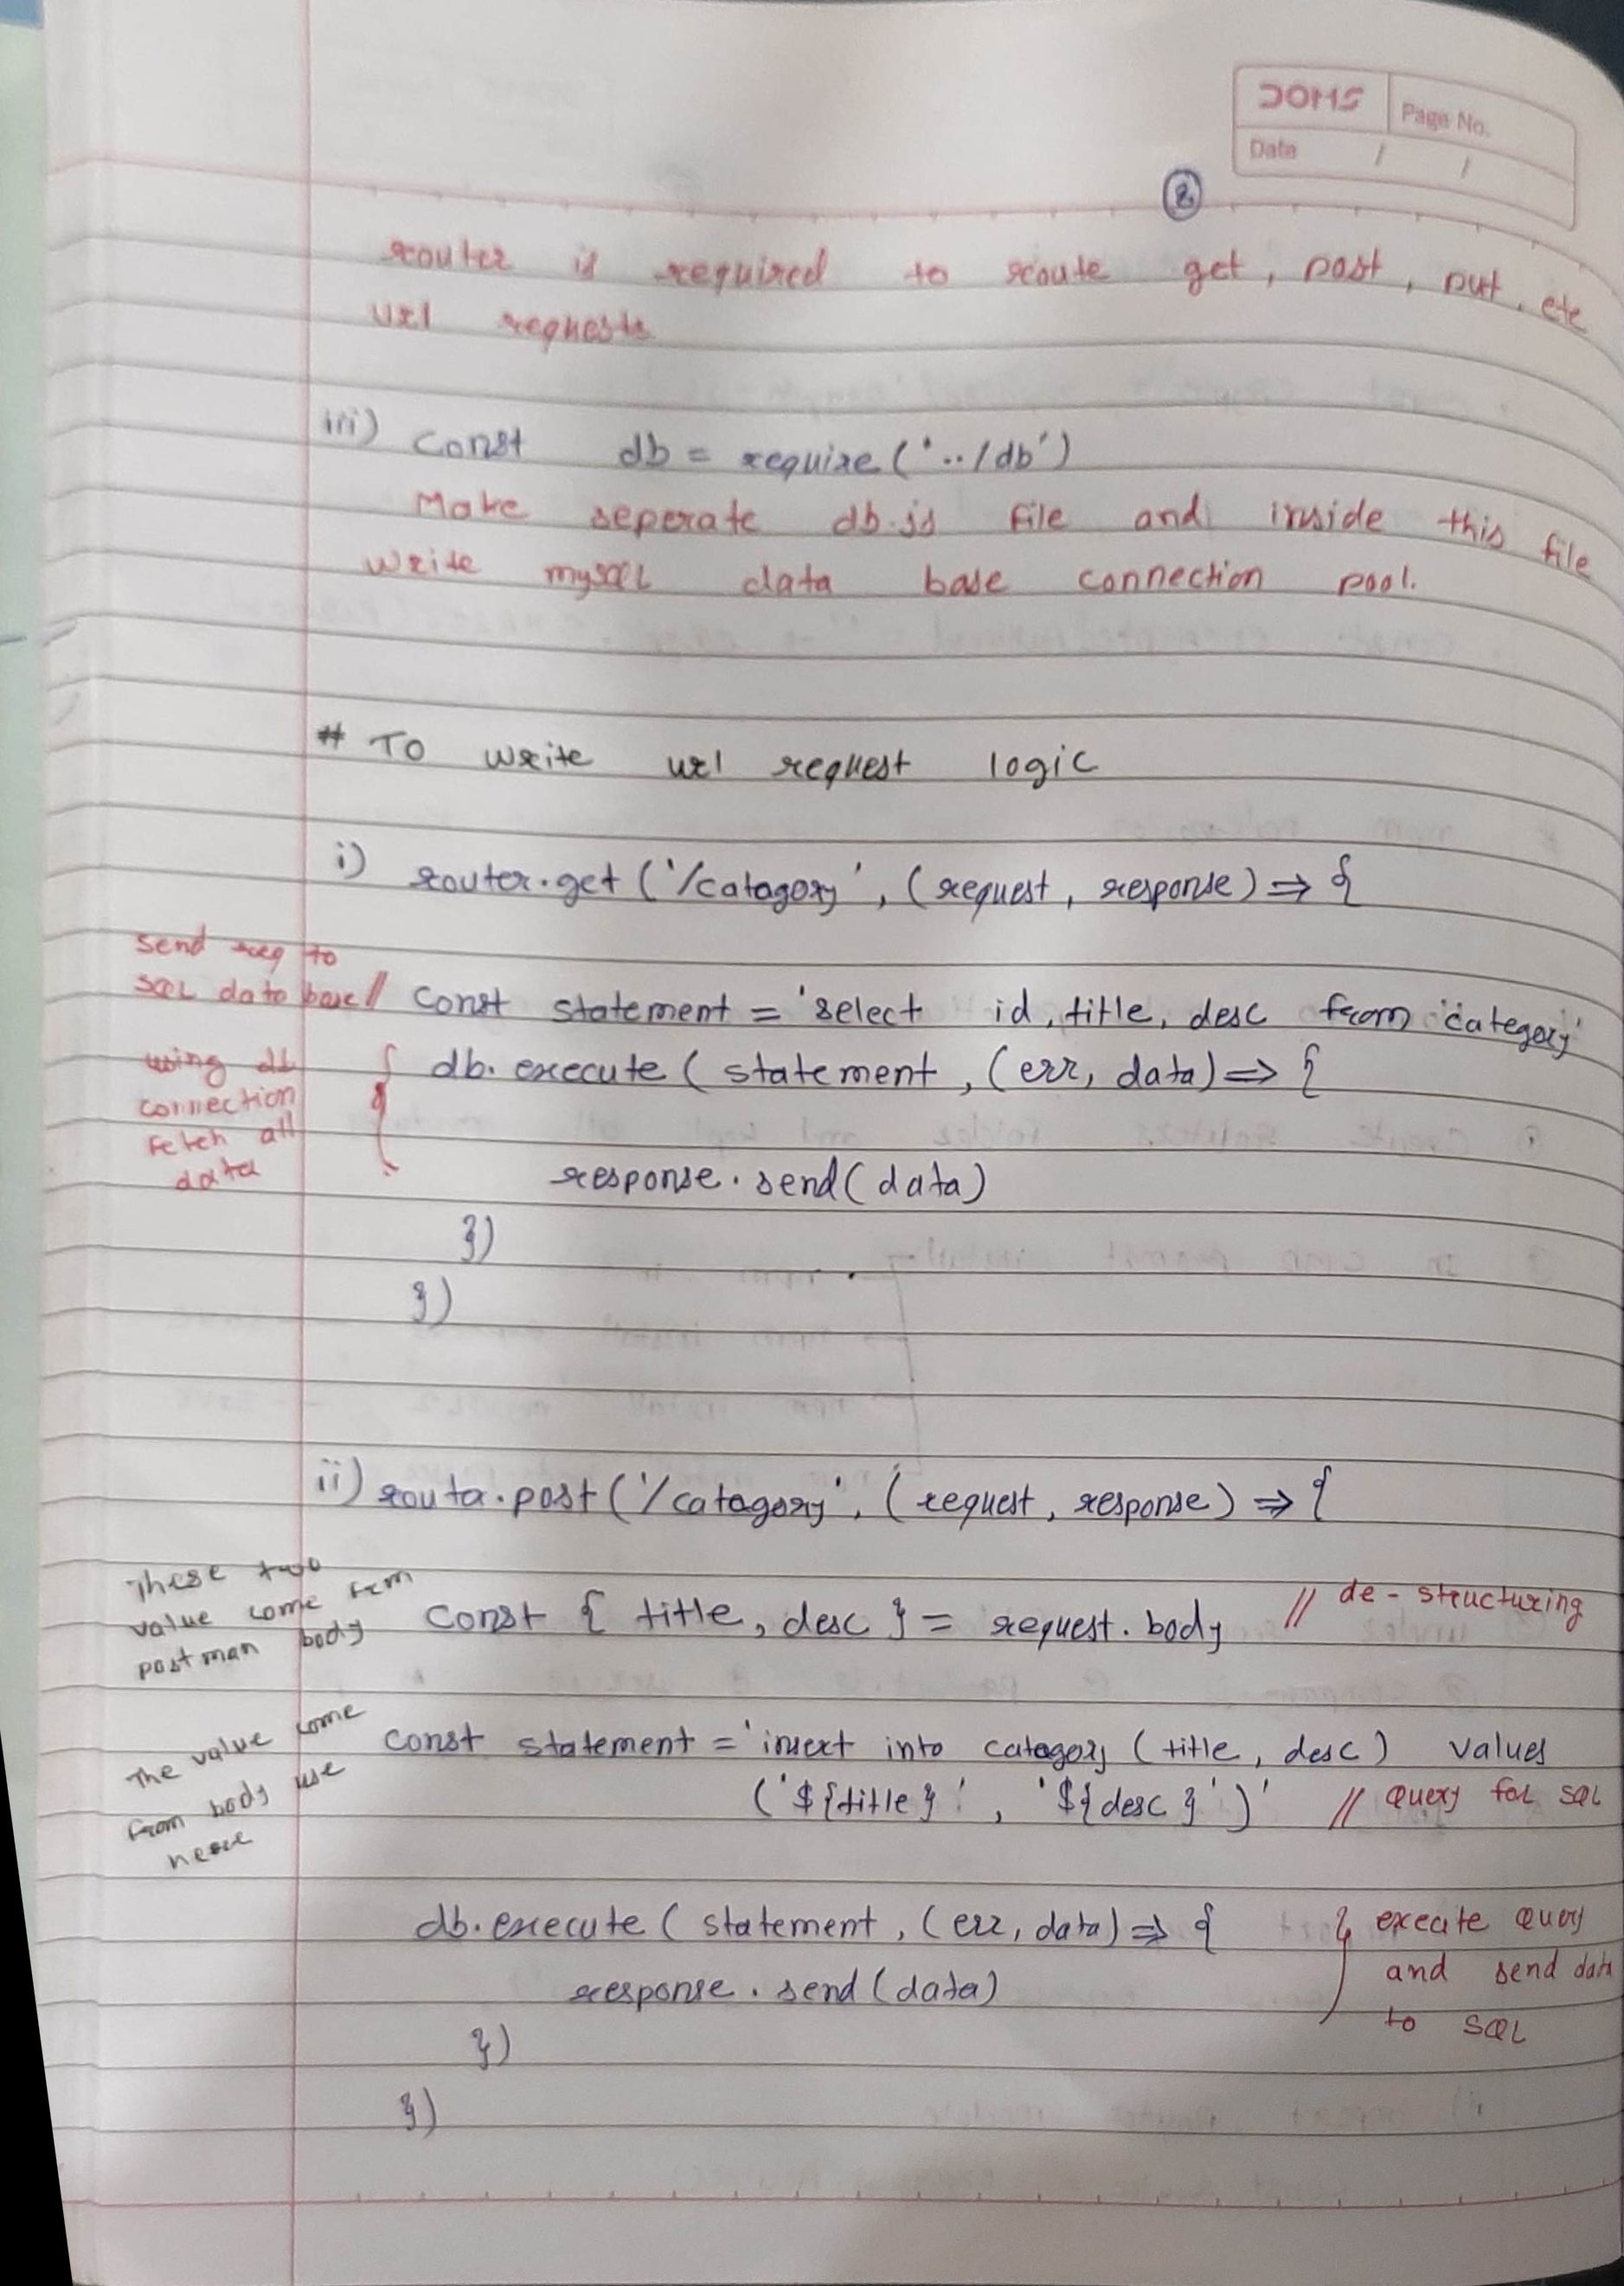 DOMS
Page No.
Date / /
2
router is required to route get, post, put, etc
url requests
iii) const db = require('../db')
Make seperate db.js file and inside this file
write mysql data base connection pool.
# To write url request logic
i) router.get('/catagory', (request, response) => {
send req to
SQL data base // const statement = 'select id, title, desc from category'
using db
connection
fetch all
data
{ db.execute(statement, (err, data) => {
response.send(data)
})
})
ii) router.post('/catagory', (request, response) => {
These two
value come from
postman body
const { title, desc } = request.body // de-structuring
The value come
from body use
const statement = 'insert into category (title, desc) values
('${title}', '${desc}')' // Query for SQL
db.execute(statement, (err, data) => {
response.send(data)
})
})
} execute query
and send data
to SQL